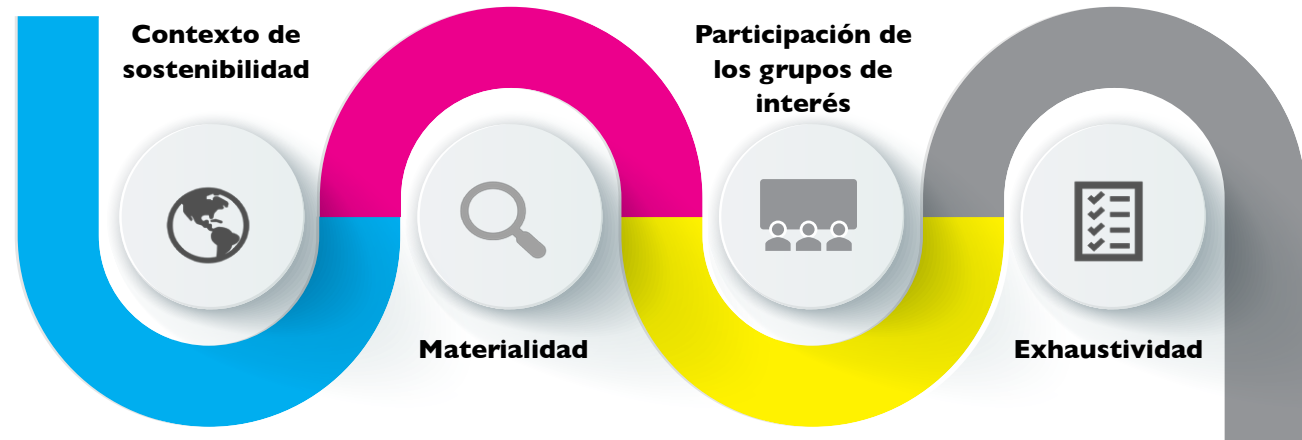 Contexto de
sostenibilidad
Materialidad
Participación de
los grupos de
interés
Exhaustividad